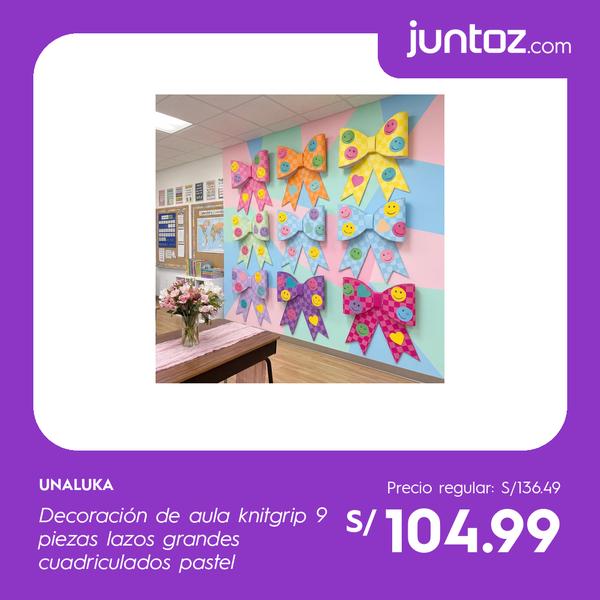 juntoz.com
UNALUKA
Decoración de aula knitgrip 9
piezas lazos grandes
cuadriculados pastel
Precio regular: S/136.49
S/104.99